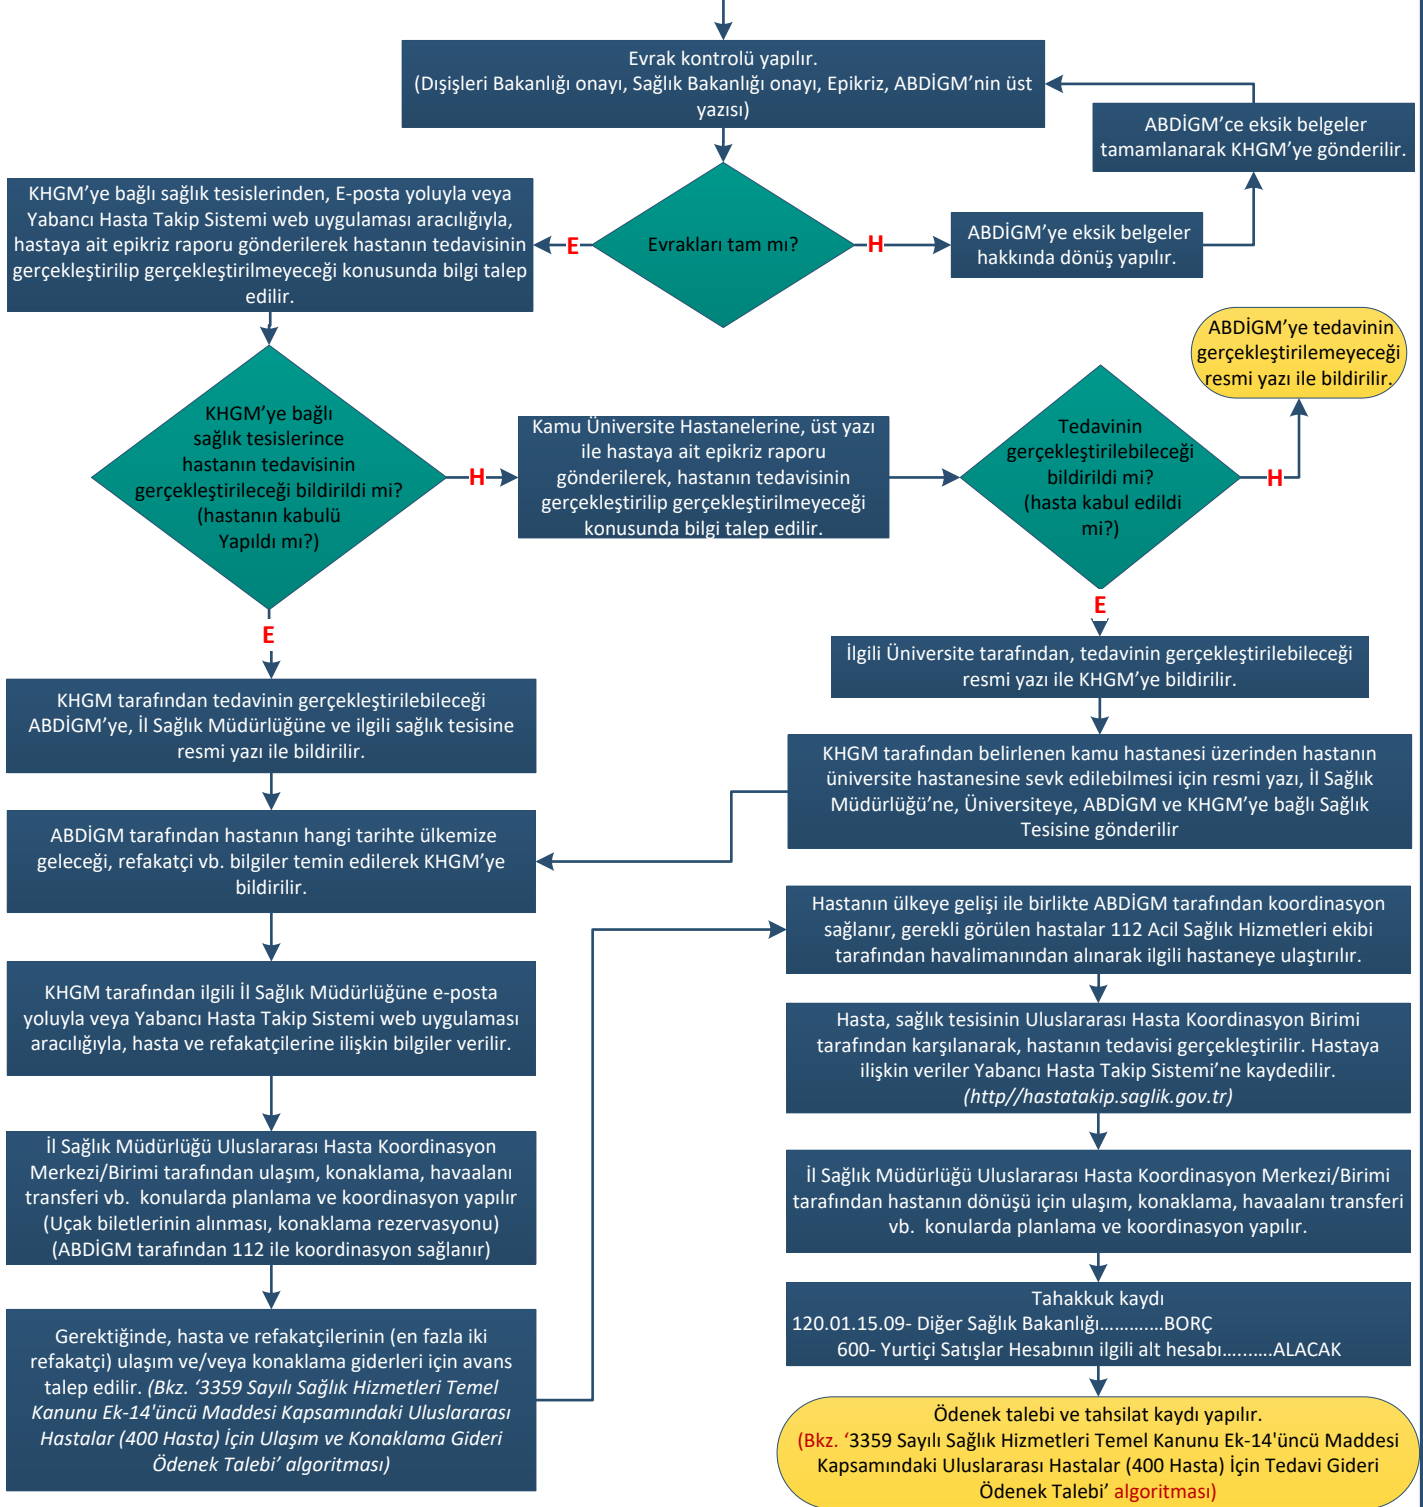 Evrak kontrolü yapılır.
(Dışişleri Bakanlığı onayı, Sağlık Bakanlığı onayı, Epikriz, ABDİGM’nin üst
yazısı)
ABDİGM’ce eksik belgeler
tamamlanarak KHGM’ye gönderilir.
KHGM’ye bağlı sağlık tesislerinden, E-posta yoluyla veya
Yabancı Hasta Takip Sistemi web uygulaması aracılığıyla,
hastaya ait epikriz raporu gönderilerek hastanın tedavisinin
gerçekleştirilip gerçekleştirilmeyeceği konusunda bilgi talep
edilir.
E
Evrakları tam mı?
H
ABDİGM’ye eksik belgeler
hakkında dönüş yapılır.
ABDİGM’ye tedavinin
gerçekleştirilemeyeceği
resmi yazı ile bildirilir.
KHGM’ye bağlı
sağlık tesislerince
hastanın tedavisinin
gerçekleştirileceği bildirildi mi?
(hastanın kabulü
Yapıldı mı?)
H
Kamu Üniversite Hastanelerine, üst yazı
ile hastaya ait epikriz raporu
gönderilerek, hastanın tedavisinin
gerçekleştirilip gerçekleştirilmeyeceği
konusunda bilgi talep edilir.
Tedavinin
gerçekleştirilebileceği
bildirildi mi?
(hasta kabul edildi
mi?)
H
E
E
İlgili Üniversite tarafından, tedavinin gerçekleştirilebileceği
resmi yazı ile KHGM’ye bildirilir.
KHGM tarafından tedavinin gerçekleştirilebileceği
ABDİGM’ye, İl Sağlık Müdürlüğüne ve ilgili sağlık tesisine
resmi yazı ile bildirilir.
KHGM tarafından belirlenen kamu hastanesi üzerinden hastanın
üniversite hastanesine sevk edilebilmesi için resmi yazı, İl Sağlık
Müdürlüğü’ne, Üniversiteye, ABDİGM ve KHGM’ye bağlı Sağlık
Tesisine gönderilir
ABDİGM tarafından hastanın hangi tarihte ülkemize
geleceği, refakatçi vb. bilgiler temin edilerek KHGM’ye
bildirilir.
Hastanın ülkeye gelişi ile birlikte ABDİGM tarafından koordinasyon
sağlanır, gerekli görülen hastalar 112 Acil Sağlık Hizmetleri ekibi
tarafından havalimanından alınarak ilgili hastaneye ulaştırılır.
KHGM tarafından ilgili İl Sağlık Müdürlüğüne e-posta
yoluyla veya Yabancı Hasta Takip Sistemi web uygulaması
aracılığıyla, hasta ve refakatçilerine ilişkin bilgiler verilir.
Hasta, sağlık tesisinin Uluslararası Hasta Koordinasyon Birimi
tarafından karşılanarak, hastanın tedavisi gerçekleştirilir. Hastaya
ilişkin veriler Yabancı Hasta Takip Sistemi’ne kaydedilir.
(http//hastatakip.saglik.gov.tr)
İl Sağlık Müdürlüğü Uluslararası Hasta Koordinasyon
Merkezi/Birimi tarafından ulaşım, konaklama, havaalanı
transferi vb.  konularda planlama ve koordinasyon yapılır
(Uçak biletlerinin alınması, konaklama rezervasyonu)
(ABDİGM tarafından 112 ile koordinasyon sağlanır)
İl Sağlık Müdürlüğü Uluslararası Hasta Koordinasyon Merkezi/Birimi
tarafından hastanın dönüşü için ulaşım, konaklama, havaalanı transferi
vb.  konularda planlama ve koordinasyon yapılır.
Gerektiğinde, hasta ve refakatçilerinin (en fazla iki
refakatçi) ulaşım ve/veya konaklama giderleri için avans
talep edilir. (Bkz. ‘3359 Sayılı Sağlık Hizmetleri Temel
Kanunu Ek-14'üncü Maddesi Kapsamındaki Uluslararası
Hastalar (400 Hasta) İçin Ulaşım ve Konaklama Gideri
Ödenek Talebi’ algoritması)
Tahakkuk kaydı
120.01.15.09- Diğer Sağlık Bakanlığı..............BORÇ
600- Yurtiçi Satışlar Hesabının ilgili alt hesabı..........ALACAK
Ödenek talebi ve tahsilat kaydı yapılır.
(Bkz. ‘3359 Sayılı Sağlık Hizmetleri Temel Kanunu Ek-14'üncü Maddesi
Kapsamındaki Uluslararası Hastalar (400 Hasta) İçin Tedavi Gideri
Ödenek Talebi’ algoritması)